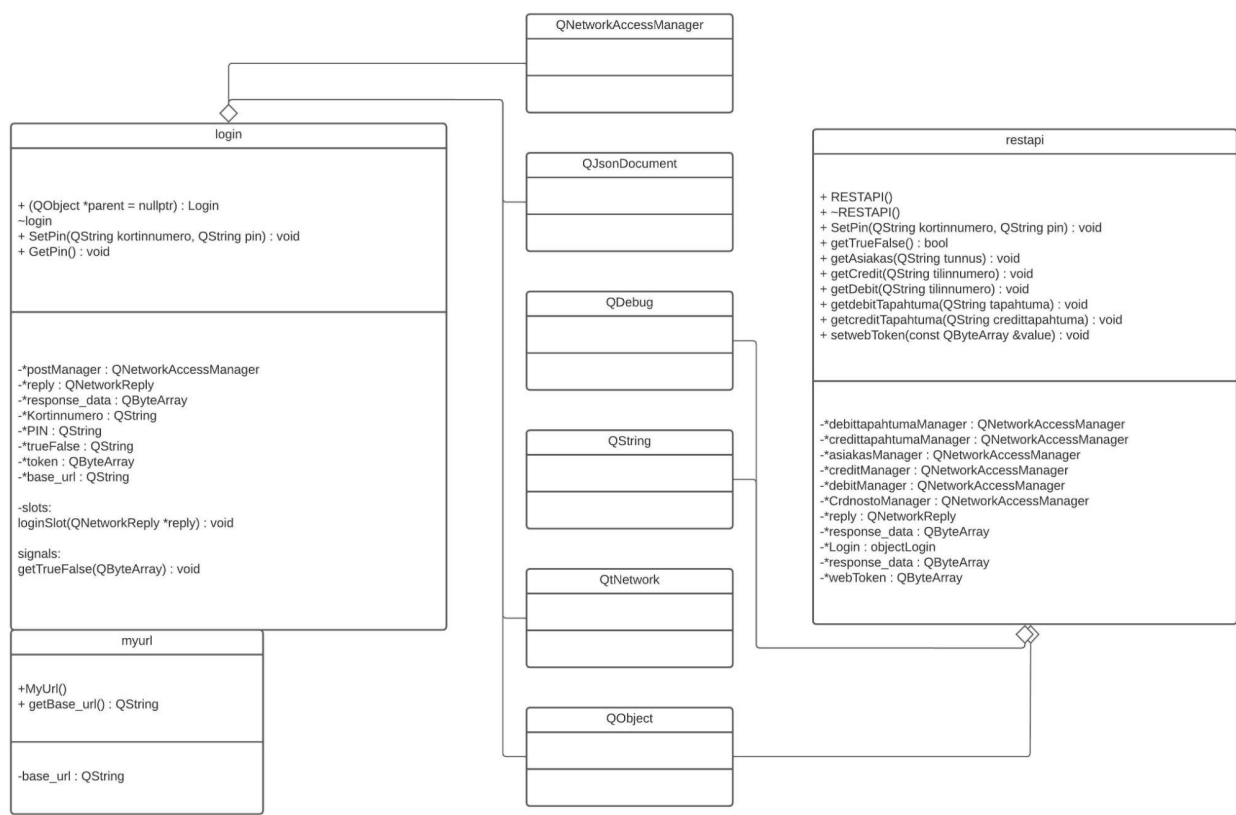 QNetworkAccessManager
login
+ (QObject *parent = nullptr) : Login
~login
+ SetPin(QString kortinnumero, QString pin) : void
+ GetPin() : void
-*postManager : QNetworkAccessManager
-*reply : QNetworkReply
-*response_data : QByteArray
-*Kortinnumero : QString
-*PIN : QString
-*trueFalse : QString
-*token : QByteArray
-*base_url : QString
-slots:
loginSlot(QNetworkReply *reply) : void
signals:
getTrueFalse(QByteArray) : void
myurl
+MyUrl()
+ getBase_url() : QString
-base_url : QString
QJsonDocument
QDebug
QString
QtNetwork
QObject
restapi
+ RESTAPI()
+ ~RESTAPI()
+ SetPin(QString kortinnumero, QString pin) : void
+ getTrueFalse() : bool
+ getAsiakas(QString tunnus) : void
+ getCredit(QString tilinnumero) : void
+ getDebit(QString tilinnumero) : void
+ getdebitTapahtuma(QString tapahtuma) : void
+ getcreditTapahtuma(QString credittapahtuma) : void
+ setwebToken(const QByteArray &value) : void
-*debittapahtumaManager : QNetworkAccessManager
-*credittapahtumaManager : QNetworkAccessManager
-*asiakasManager : QNetworkAccessManager
-*creditManager : QNetworkAccessManager
-*debitManager : QNetworkAccessManager
-*CrdnostoManager : QNetworkAccessManager
-*reply : QNetworkReply
-*response_data : QByteArray
-*Login : objectLogin
-*response_data : QByteArray
-*webToken : QByteArray